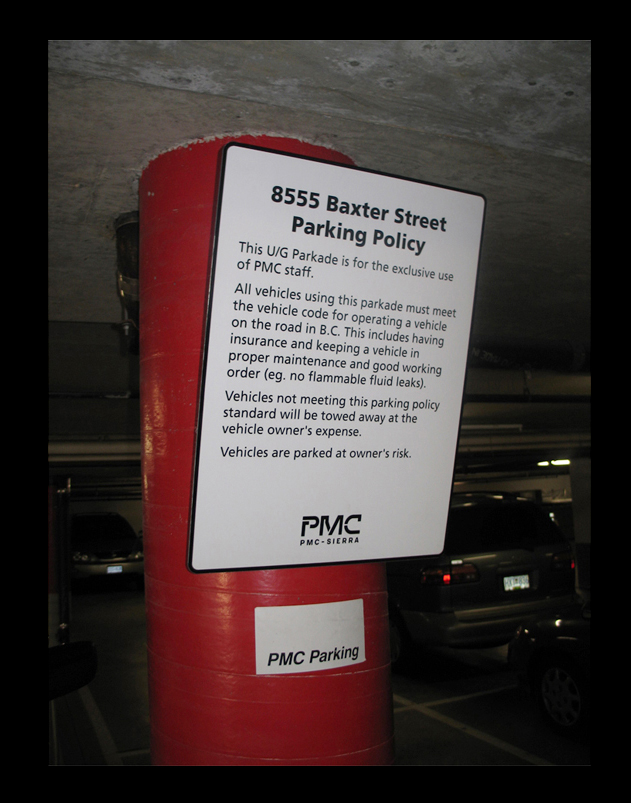 8555 Baxter Street
Parking Policy
This U/G Parkade is for the exclusive use
of PMC staff.
All vehicles using this parkade must meet
the vehicle code for operating a vehicle
on the road in B.C. This includes having
insurance and keeping a vehicle in
proper maintenance and good working
order (eg. no flammable fluid leaks).
Vehicles not meeting this parking policy
standard will be towed away at the
vehicle owner's expense.
Vehicles are parked at owner's risk.
PMC
PMC-SIERRA
PMC Parking